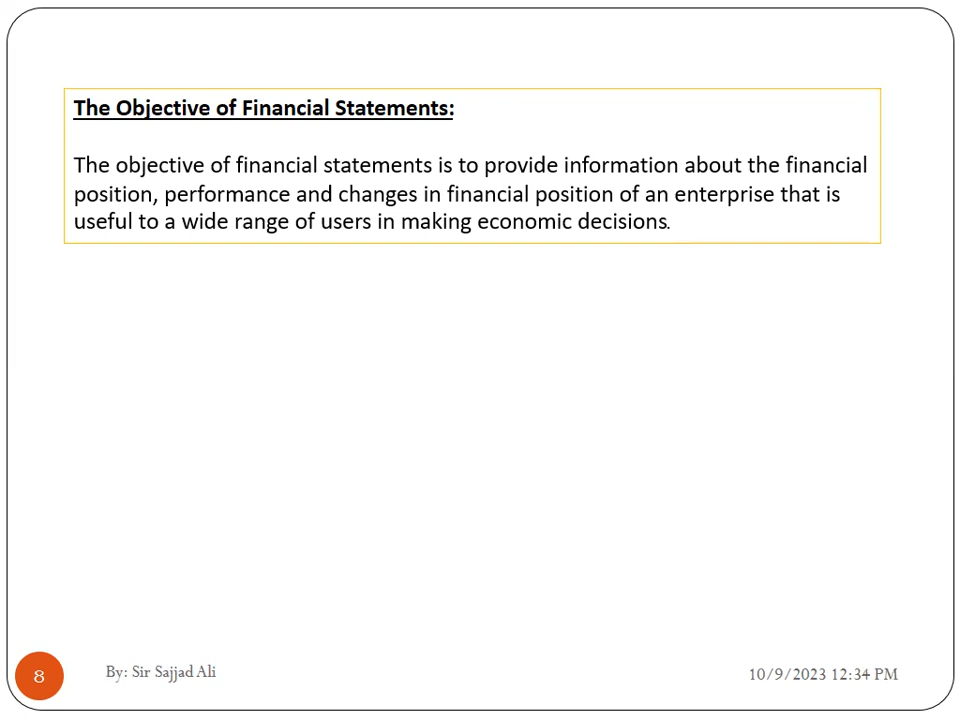 The Objective of Financial Statements:
The objective of financial statements is to provide information about the financial
position, performance and changes in financial position of an enterprise that is
useful to a wide range of users in making economic decisions.
8
By: Sir Sajjad Ali
10/9/2023 12:34 PM